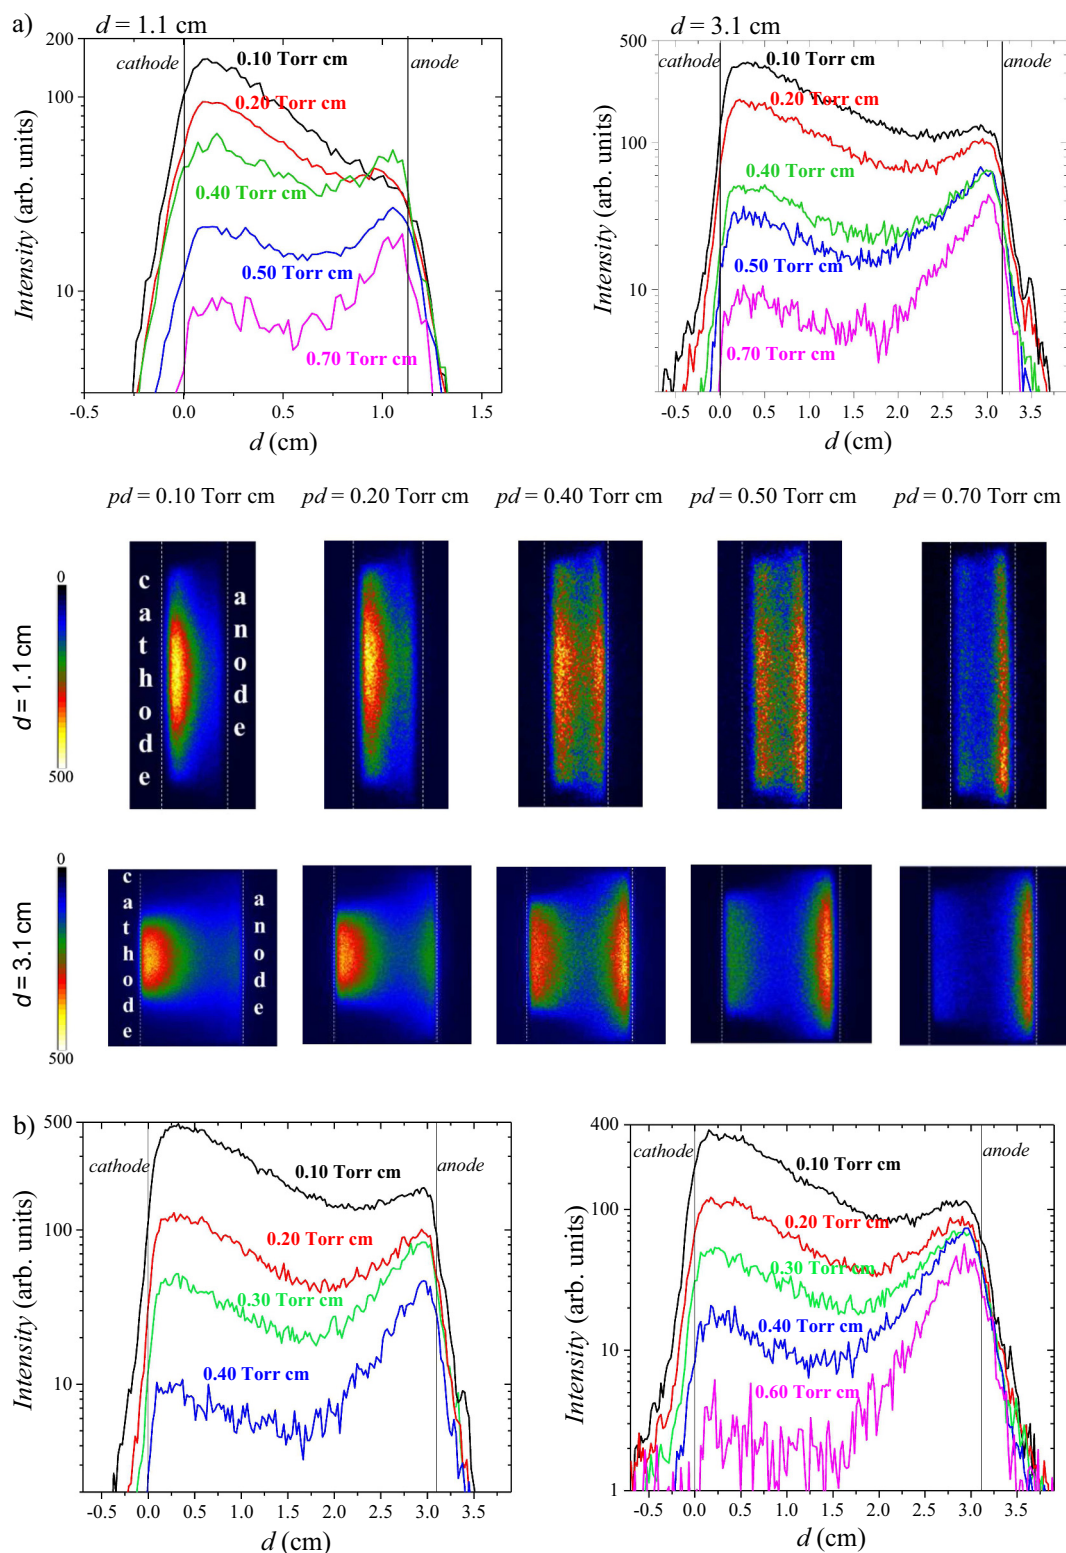 a)
d = 1.1 cm
d = 3.1 cm
200
100
10
Intensity (arb. units)
cathode
anode
0.10 Torr cm
0.20 Torr cm
0.40 Torr cm
0.50 Torr cm
0.70 Torr cm
-0.5 0.0 0.5 1.0 1.5
d (cm)
500
100
10
Intensity (arb. units)
cathode
anode
0.10 Torr cm
0.20 Torr cm
0.40 Torr cm
0.50 Torr cm
0.70 Torr cm
-0.5 0.0 0.5 1.0 1.5 2.0 2.5 3.0 3.5
d (cm)
pd = 0.10 Torr cm
pd = 0.20 Torr cm
pd = 0.40 Torr cm
pd = 0.50 Torr cm
pd = 0.70 Torr cm
d = 1.1 cm
0
500
cathode
anode
d = 3.1 cm
0
500
cathode
anode
b)
500
100
10
Intensity (arb. units)
cathode
anode
0.10 Torr cm
0.20 Torr cm
0.30 Torr cm
0.40 Torr cm
-0.5 0.0 0.5 1.0 1.5 2.0 2.5 3.0 3.5
d (cm)
400
100
10
1
Intensity (arb. units)
cathode
anode
0.10 Torr cm
0.20 Torr cm
0.30 Torr cm
0.40 Torr cm
0.60 Torr cm
-0.5 0.0 0.5 1.0 1.5 2.0 2.5 3.0 3.5
d (cm)